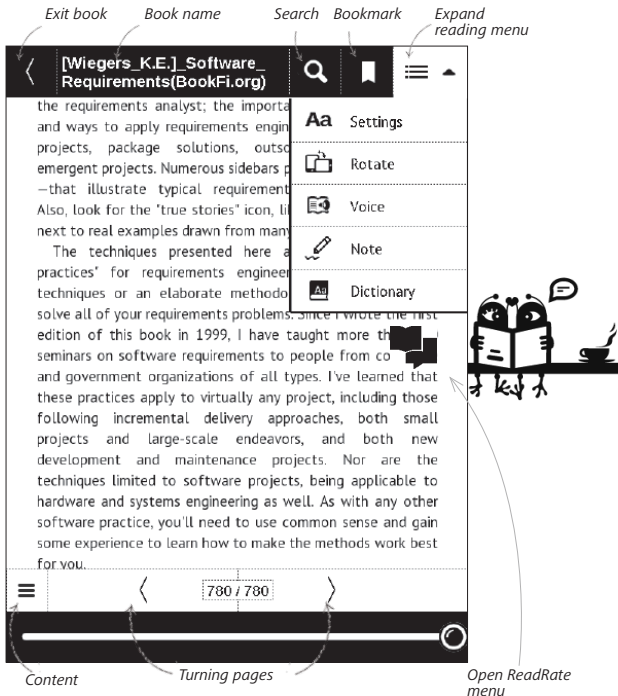 Exit book
Book name
Search
Bookmark
Expand
reading menu
[Wiegers_K.E.]_Software_
Requirements(BookFi.org)
the requirements analyst; the importa
and ways to apply requirements engin
projects, package solutions, outso
emergent projects. Numerous sidebars p
—that illustrate typical requirement
Also, look for the "true stories" icon, li
next to real examples drawn from many
The techniques presented here a
practices" for requirements engineer
techniques or an elaborate methodo
solve all of your requirements problems. Since I wrote the first
edition of this book in 1999, I have taught more th
seminars on software requirements to people from co
and government organizations of all types. I've learned that
these practices apply to virtually any project, including those
following incremental delivery approaches, both small
projects and large-scale endeavors, and both new
development and maintenance projects. Nor are the
techniques limited to software projects, being applicable to
hardware and systems engineering as well. As with any other
software practice, you'll need to use common sense and gain
some experience to learn how to make the methods work best
for you.
Aa Settings
Rotate
Voice
Note
Aa Dictionary
780 / 780
Content
Turning pages
Open ReadRate
menu